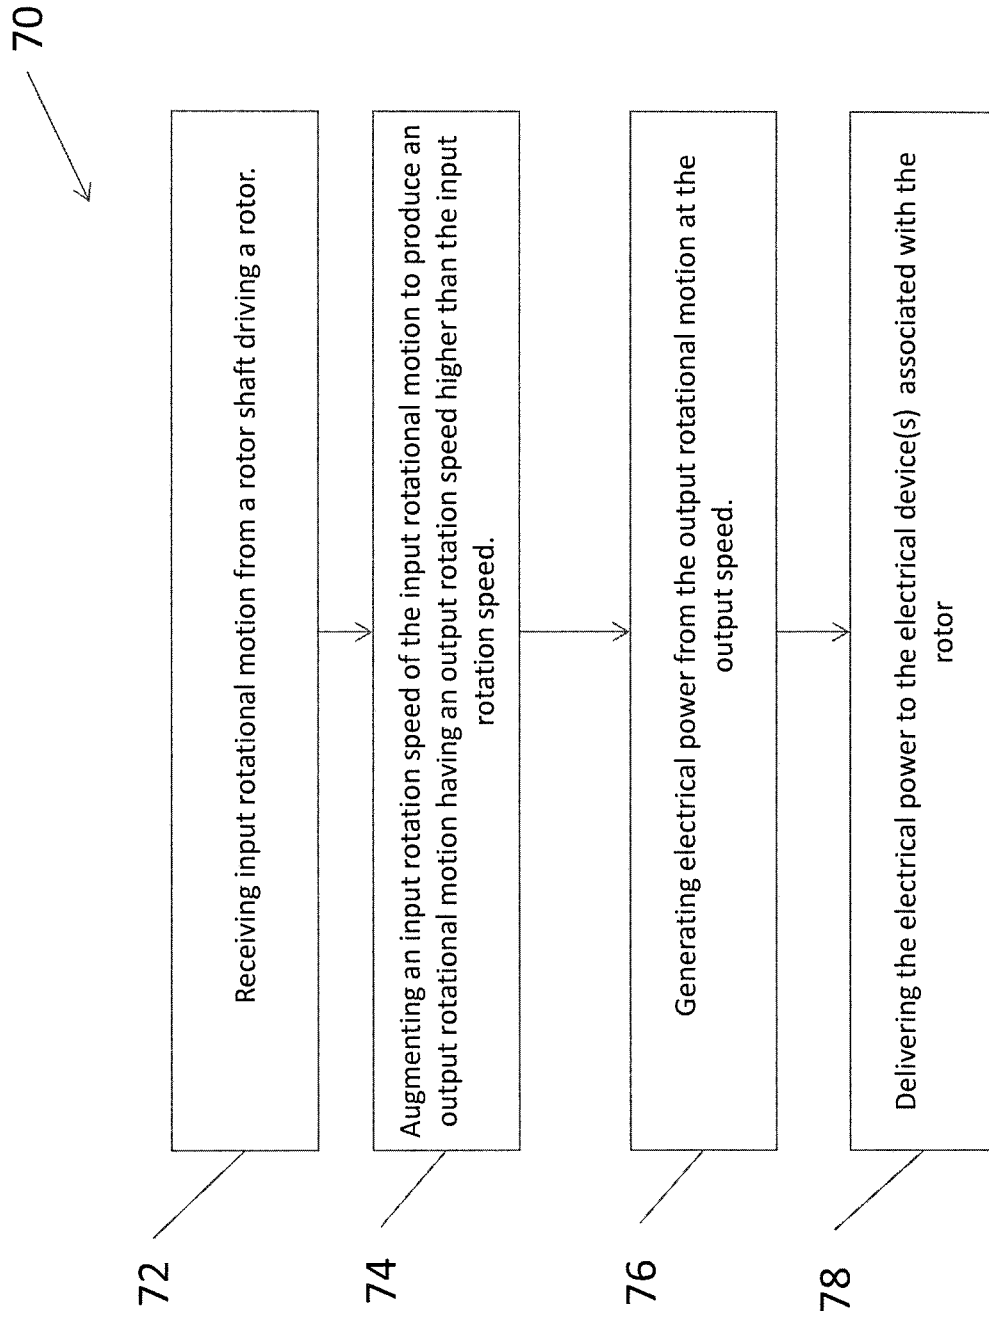 70
72
Receiving input rotational motion from a rotor shaft driving a rotor.
74
Augmenting an input rotation speed of the input rotational motion to produce an
output rotational motion having an output rotation speed higher than the input
rotation speed.
76
Generating electrical power from the output rotational motion at the
output speed.
78
Delivering the electrical power to the electrical device(s) associated with the
rotor